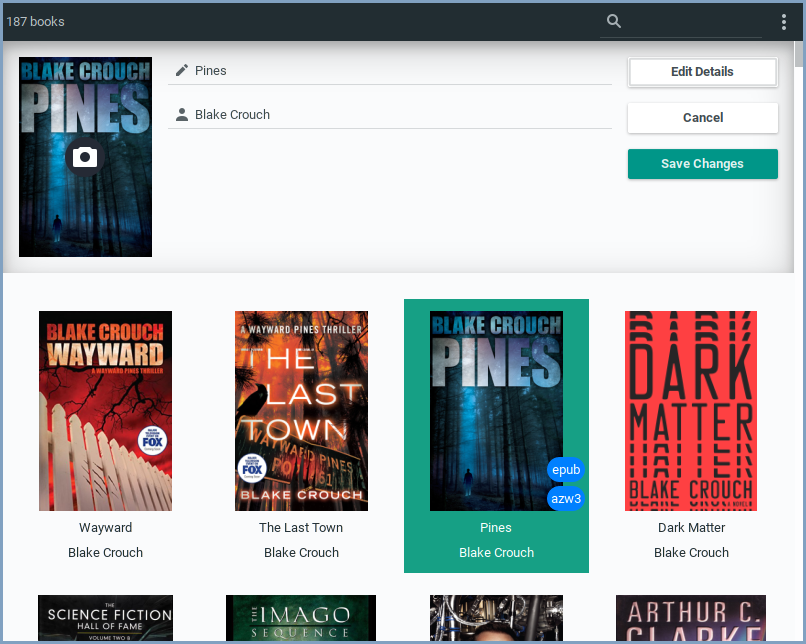 187 books
BLAKE CROUCH
PINES
Pines
Blake Crouch
Edit Details
Cancel
Save Changes
BLAKE CROUCH
WAYWARD
A WAYWARD PINES THRILLER
FOX
Wayward
Blake Crouch
A WAYWARD PINES THRILLER
THE
LAST
TOWN
WAYWARD PINES
FOX
BLAKE CROUCH
The Last Town
Blake Crouch
BLAKE CROUCH
PINES
epub
azw3
Pines
Blake Crouch
DARK
MATTER
BLAKE CROUCH
Dark Matter
Blake Crouch
THE
SCIENCE FICTION
HALL OF FAME
VOLUME TWO B
THE IMAGO
SEQUENCE
ARTHUR C.
CLARKE